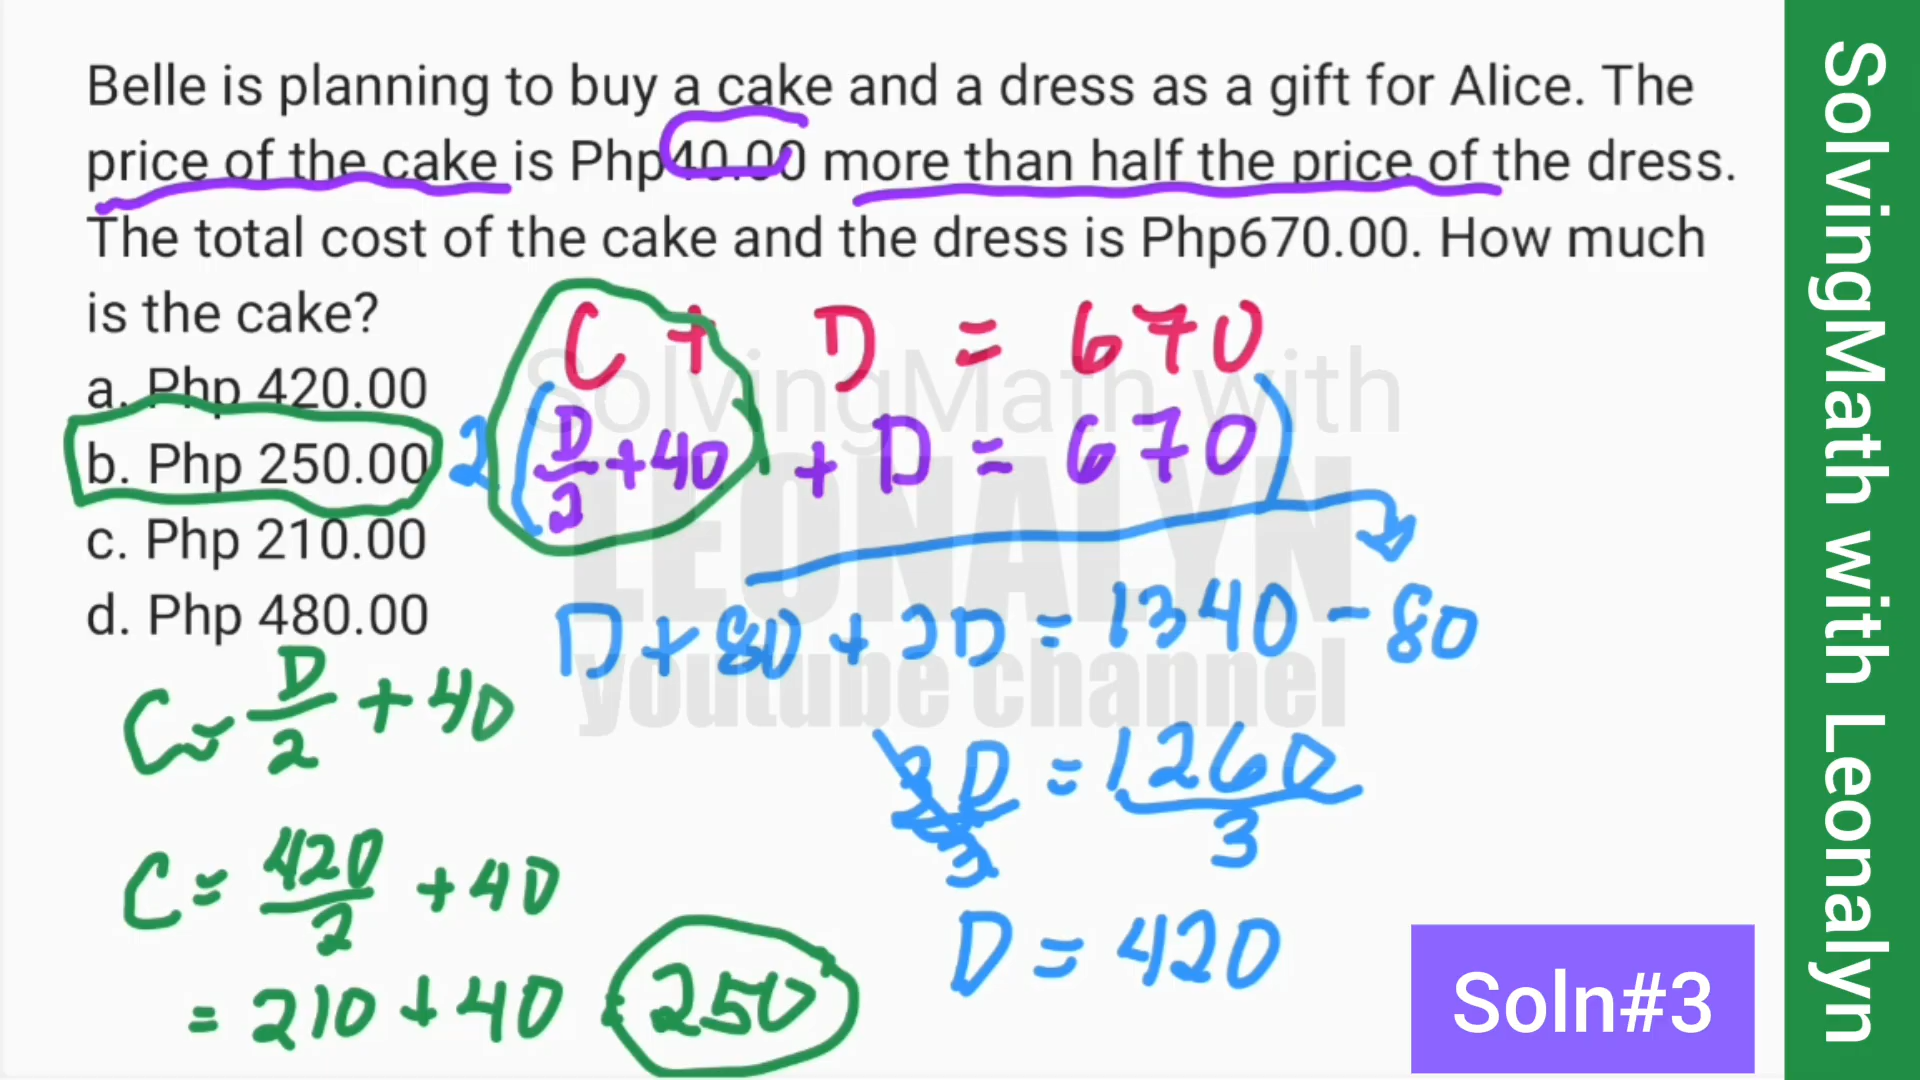 Belle is planning to buy a cake and a dress as a gift for Alice. The
price of the cake is Php40.00 more than half the price of the dress.
The total cost of the cake and the dress is Php670.00. How much
is the cake?
a. Php 420.00
b. Php 250.00
c. Php 210.00
d. Php 480.00
C + D = 670
2(D/2 + 40 + D = 670)
D + 80 + 2D = 1340 - 80
3D/3 = 1260/3
D = 420
C = D/2 + 40
C = 420/2 + 40
= 210 + 40 = 250
SolvingMath with
LEONALYN
youtube channel
Soln#3
SolvingMath with Leonalyn